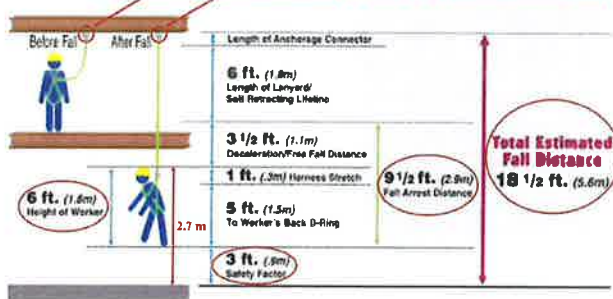 Before Fall
After Fall
Length of Anchorage Connector
6 ft. (1.8m)
Length of Lanyard/
Self Retracting Lifeline
3 1/2 ft. (1.1m)
Deceleration/Free Fall Distance
1 ft. (.3m) Harness Stretch
9 1/2 ft. (2.9m)
Fall Arrest Distance
Total Estimated
Fall Distance
18 1/2 ft. (5.6m)
6 ft. (1.8m)
Height of Worker
2.7 m
5 ft. (1.5m)
To Worker's Back D-Ring
3 ft. (.9m)
Safety Factor